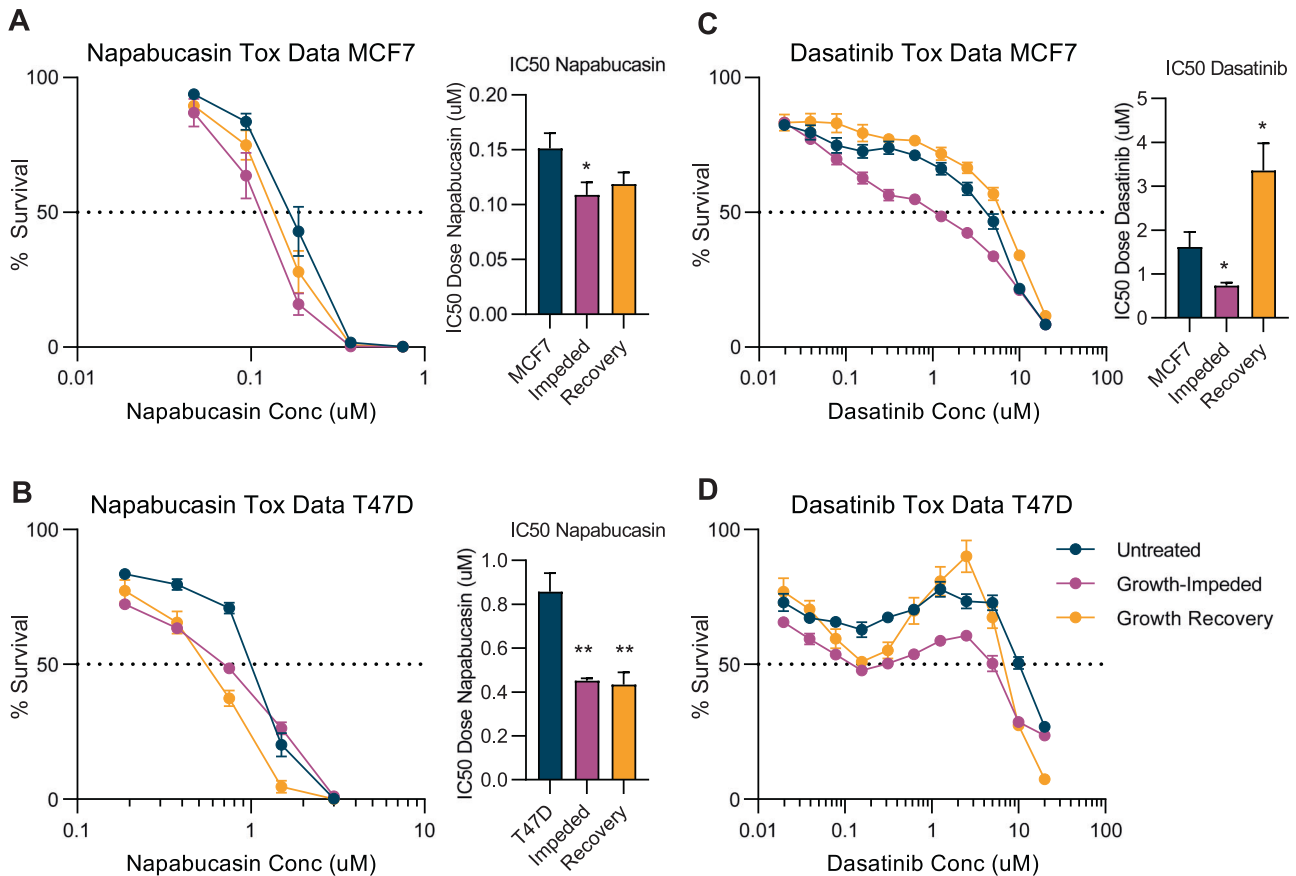 A
Napabucasin Tox Data MCF7
100
50
0
% Survival
0.01
0.1
1
Napabucasin Conc (uM)
IC50 Napabucasin
IC50 Dose Napabucasin (uM)
0.20
0.15
0.10
0.05
0.00
*
MCF7
Impeded
Recovery
C
Dasatinib Tox Data MCF7
100
50
0
% Survival
0.01
0.1
1
10
100
Dasatinib Conc (uM)
IC50 Dasatinib
IC50 Dose Dasatinib (uM)
5
4
3
2
1
0
*
*
MCF7
Impeded
Recovery
B
Napabucasin Tox Data T47D
100
50
0
% Survival
0.1
1
10
Napabucasin Conc (uM)
IC50 Napabucasin
IC50 Dose Napabucasin (uM)
1.0
0.8
0.6
0.4
0.2
0.0
**
**
T47D
Impeded
Recovery
D
Dasatinib Tox Data T47D
100
50
0
% Survival
0.01
0.1
1
10
100
Dasatinib Conc (uM)
Untreated
Growth-Impeded
Growth Recovery